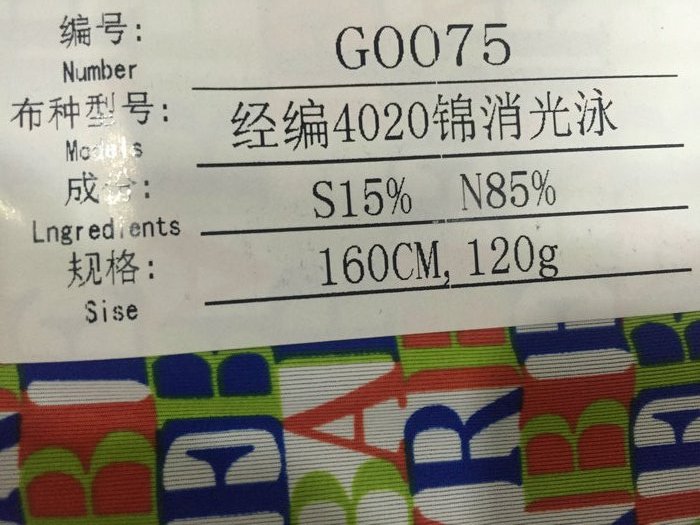 编号: G0075
Number
布种型号: 经编4020锦消光泳
Models
成分: S15% N85%
Lngredients
规格: 160CM, 120g
Sise